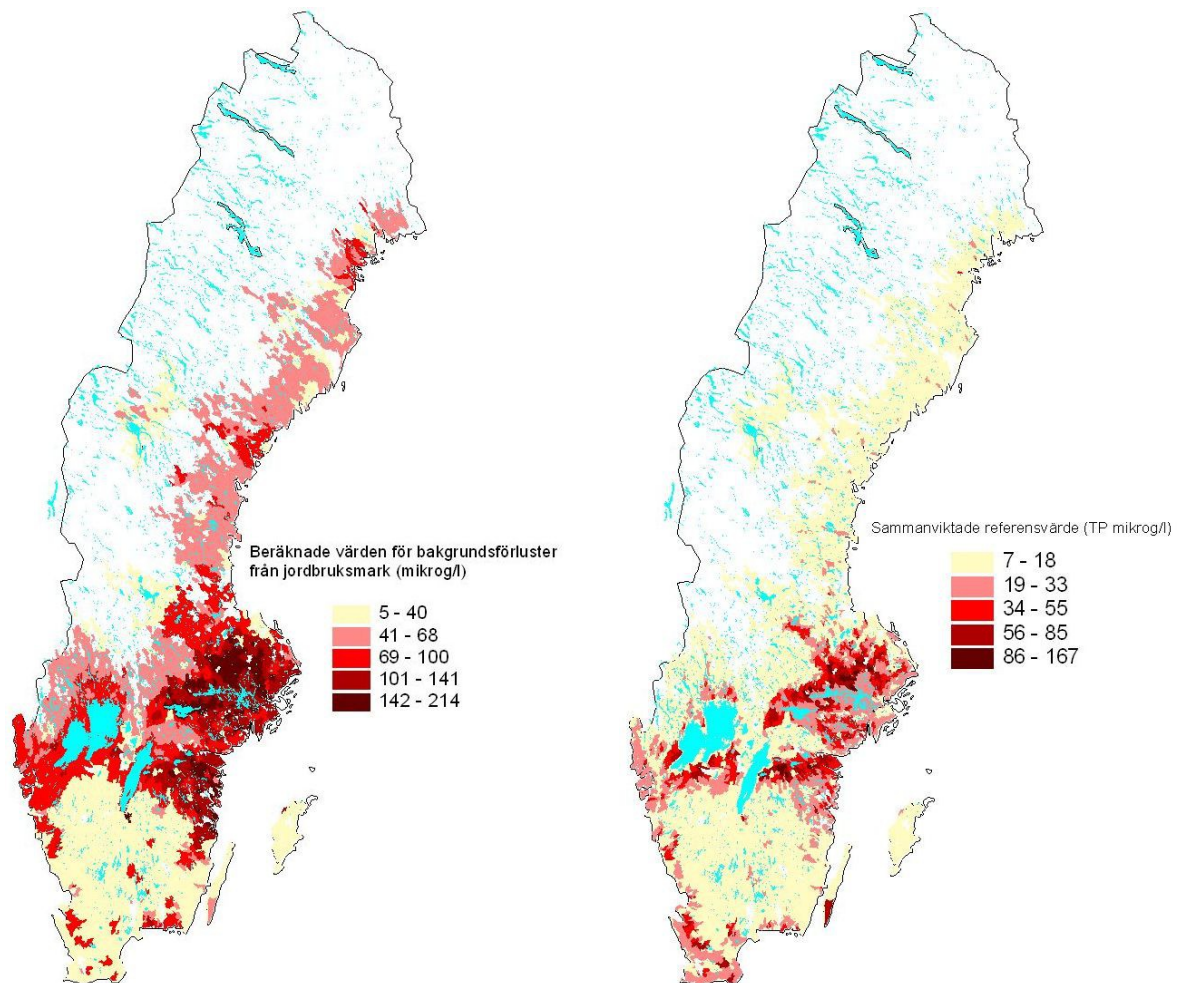 Beräknade värden för bakgrundsförluster
från jordbruksmark (mikrog/l)
5 - 40
41 - 68
69 - 100
101 - 141
142 - 214
Sammanviktade referensvärde (TP mikrog/l)
7 - 18
19 - 33
34 - 55
56 - 85
86 - 167